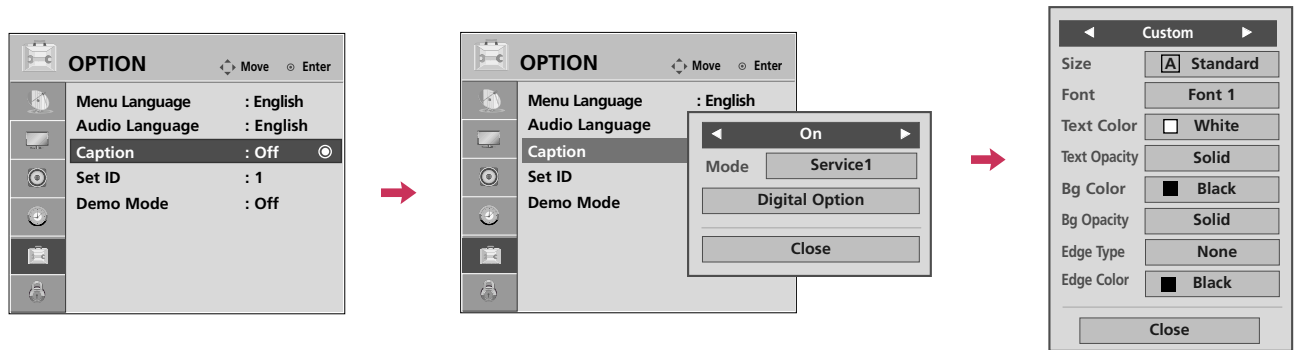 OPTION
Move Enter
Menu Language : English
Audio Language : English
Caption : Off
Set ID : 1
Demo Mode : Off
OPTION
Move Enter
Menu Language : English
Audio Language
Caption
Set ID
Demo Mode
On
Mode Service1
Digital Option
Close
Custom
Size A Standard
Font Font 1
Text Color White
Text Opacity Solid
Bg Color Black
Bg Opacity Solid
Edge Type None
Edge Color Black
Close